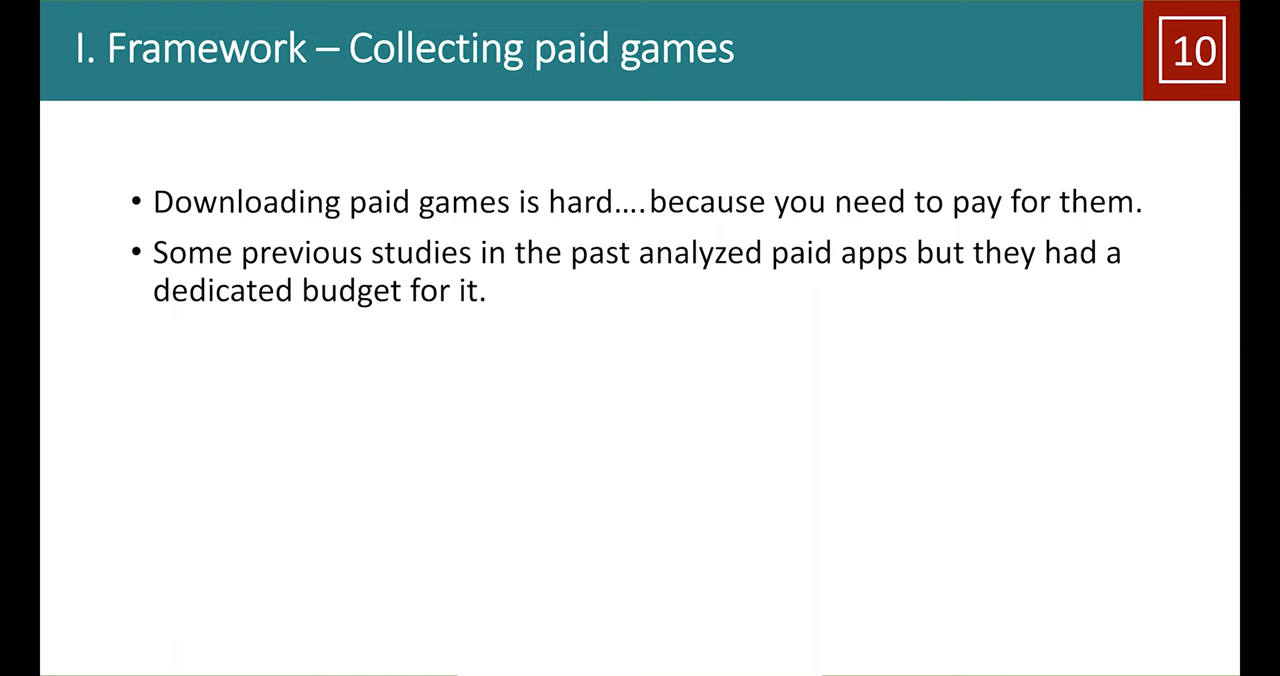 I. Framework – Collecting paid games
10
• Downloading paid games is hard....because you need to pay for them.
• Some previous studies in the past analyzed paid apps but they had a
dedicated budget for it.